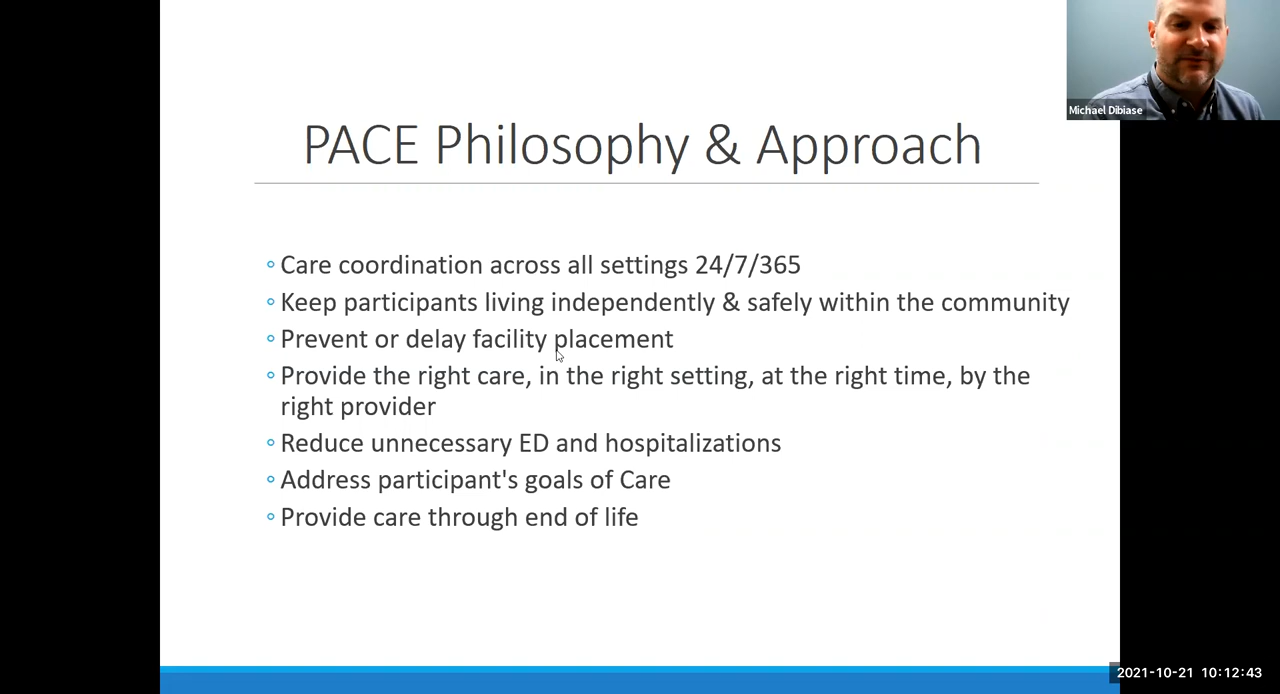 Michael Dibiase
PACE Philosophy & Approach
Care coordination across all settings 24/7/365
Keep participants living independently & safely within the community
Prevent or delay facility placement
Provide the right care, in the right setting, at the right time, by the
right provider
Reduce unnecessary ED and hospitalizations
Address participant's goals of Care
Provide care through end of life
2021-10-21 10:12:43